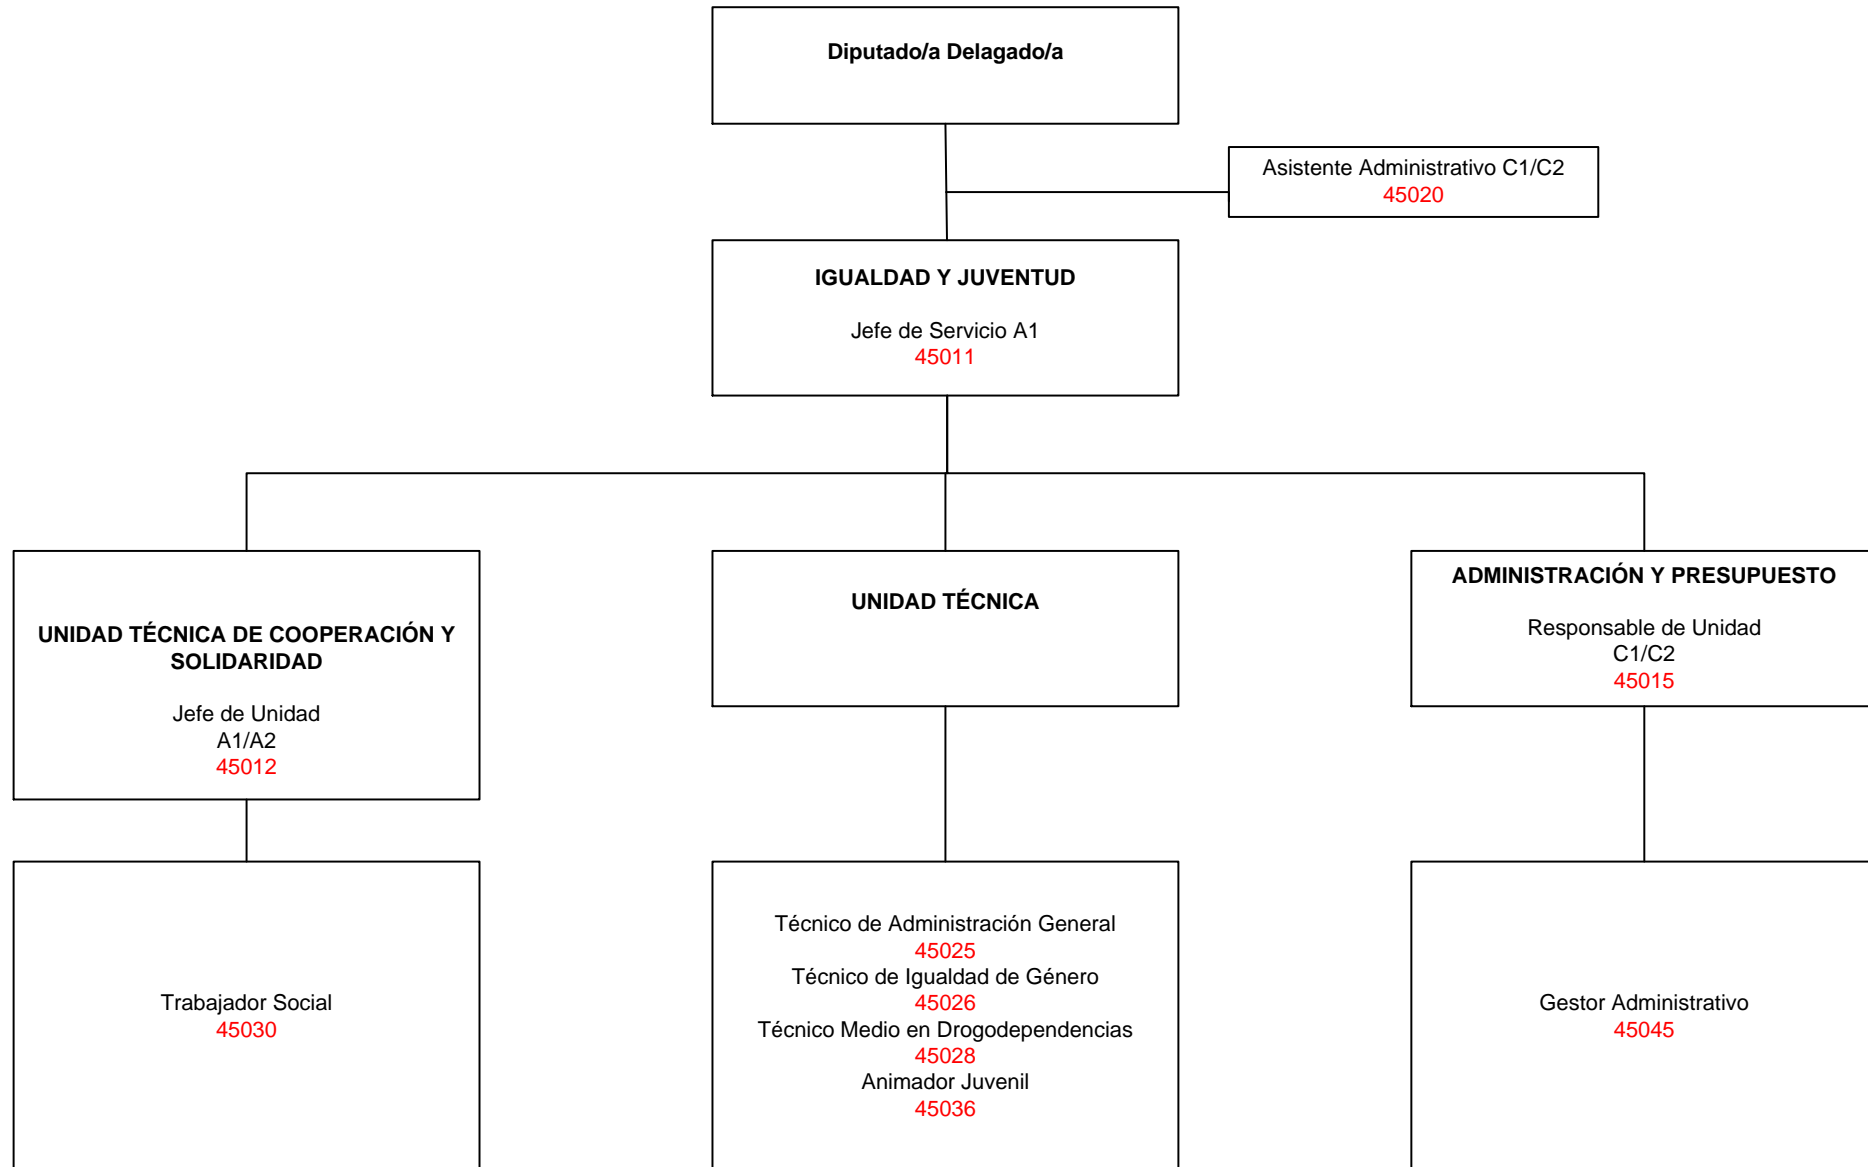 Diputado/a Delagado/a
Asistente Administrativo C1/C2
45020
IGUALDAD Y JUVENTUD
Jefe de Servicio A1
45011
UNIDAD TÉCNICA DE COOPERACIÓN Y
SOLIDARIDAD
Jefe de Unidad
A1/A2
45012
UNIDAD TÉCNICA
ADMINISTRACIÓN Y PRESUPUESTO
Responsable de Unidad
C1/C2
45015
Trabajador Social
45030
Técnico de Administración General
45025
Técnico de Igualdad de Género
45026
Técnico Medio en Drogodependencias
45028
Animador Juvenil
45036
Gestor Administrativo
45045